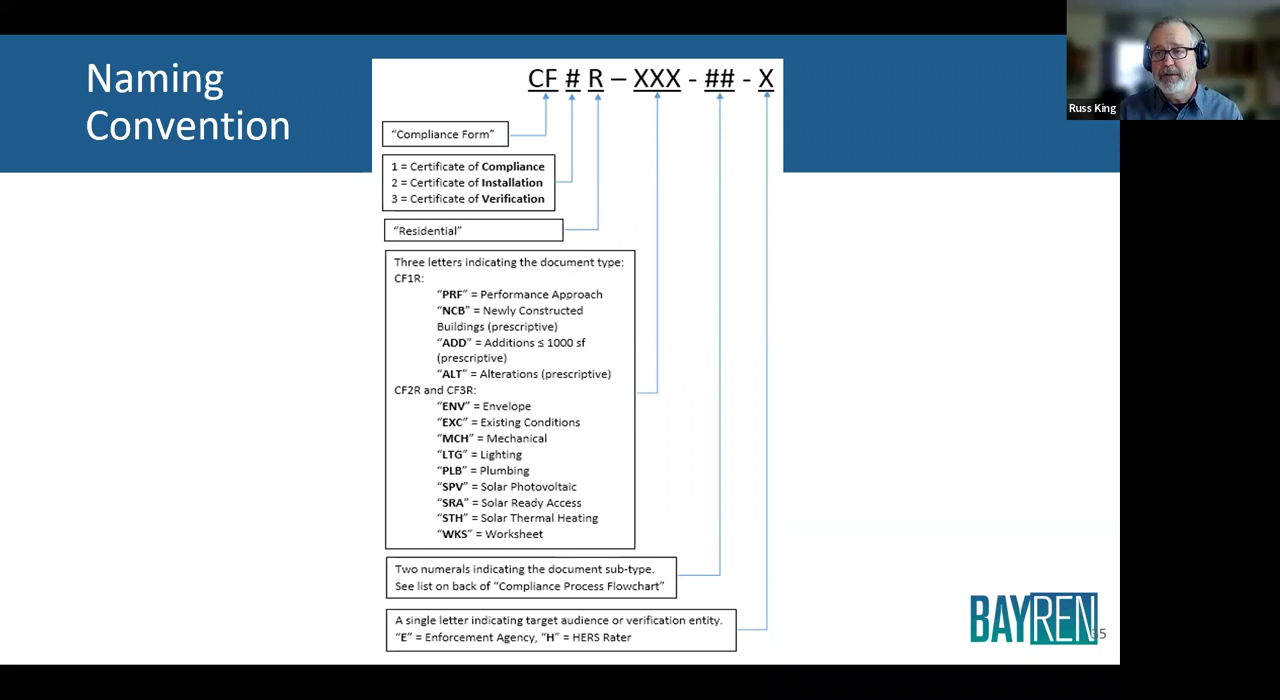 Naming
Convention
CF # R – XXX - ## - X
"Compliance Form"
1 = Certificate of Compliance
2 = Certificate of Installation
3 = Certificate of Verification
"Residential"
Three letters indicating the document type:
CF1R:
"PRF" = Performance Approach
"NCB" = Newly Constructed
Buildings (prescriptive)
"ADD" = Additions ≤ 1000 sf
(prescriptive)
"ALT" = Alterations (prescriptive)
CF2R and CF3R:
"ENV" = Envelope
"EXC" = Existing Conditions
"MCH" = Mechanical
"LTG" = Lighting
"PLB" = Plumbing
"SPV" = Solar Photovoltaic
"SRA" = Solar Ready Access
"STH" = Solar Thermal Heating
"WKS" = Worksheet
Two numerals indicating the document sub-type.
See list on back of "Compliance Process Flowchart"
A single letter indicating target audience or verification entity.
"E" = Enforcement Agency, "H" = HERS Rater
Russ King
BAYREN
35